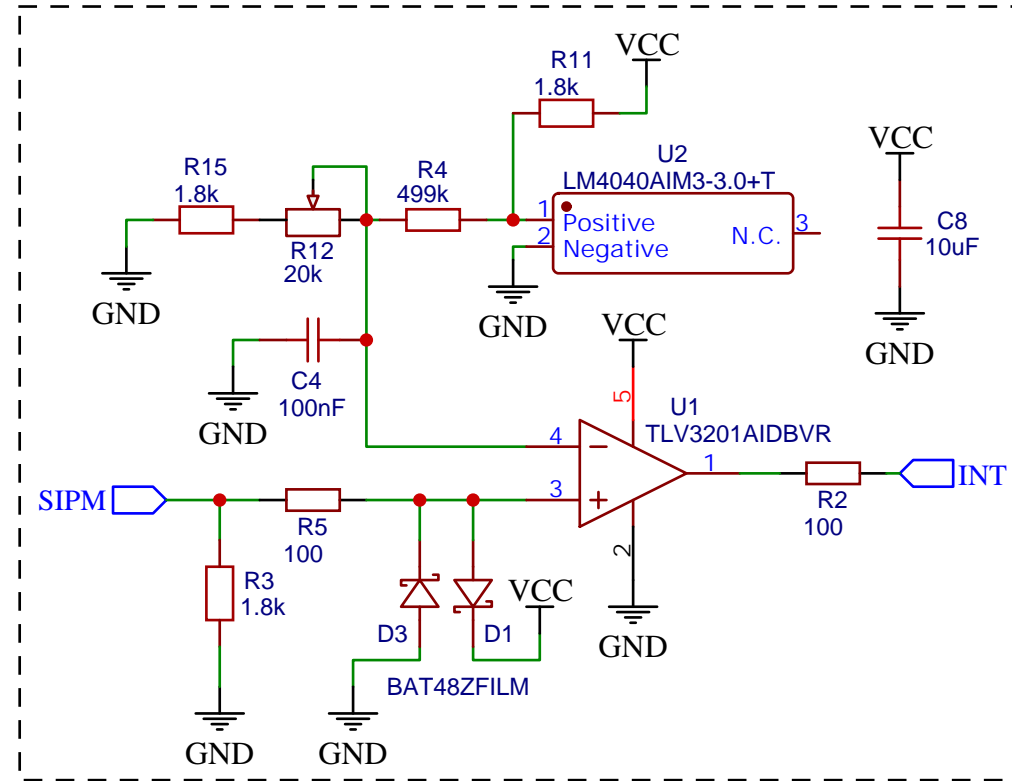 VCC
R11
1.8k
U2
LM4040AIM3-3.0+T
VCC
R15
1.8k
R4
499k
1
Positive
2
Negative
N.C.
3
C8
10uF
R12
20k
GND
GND
GND
VCC
C4
100nF
GND
5
U1
TLV3201AIDBVR
4
1
3
2
SIPM
R5
100
R2
100
INT
R3
1.8k
D3
D1
VCC
GND
BAT48ZFILM
GND
GND